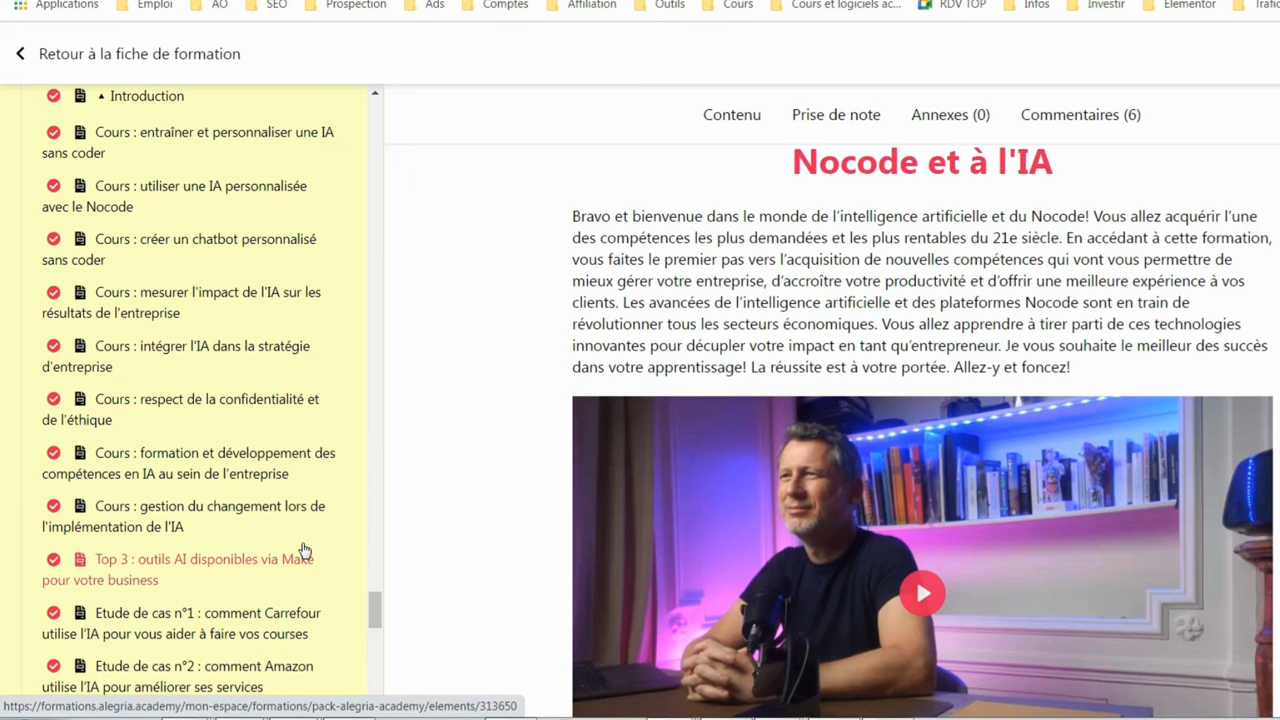 Applications Emploi AO SEO Prospection Ads Comptes Affiliation Outils Cours Cours et logiciels ac... RDV TOP Infos Investir Elementor
Retour à la fiche de formation
Introduction
Cours : entraîner et personnaliser une IA
sans coder
Cours : utiliser une IA personnalisée
avec le Nocode
Cours : créer un chatbot personnalisé
sans coder
Cours : mesurer l'impact de l'IA sur les
résultats de l'entreprise
Cours : intégrer l'IA dans la stratégie
d'entreprise
Cours : respect de la confidentialité et
de l'éthique
Cours : formation et développement des
compétences en IA au sein de l'entreprise
Cours : gestion du changement lors de
l'implémentation de l'IA
Top 3 : outils AI disponibles via Make
pour votre business
Etude de cas n°1 : comment Carrefour
utilise l'IA pour vous aider à faire vos courses
Etude de cas n°2 : comment Amazon
utilise l'IA pour améliorer ses services
https://formations.alegria.academy/mon-espace/formations/pack-alegria-academy/elements/313650
Contenu Prise de note Annexes (0) Commentaires (6)
Nocode et à l'IA
Bravo et bienvenue dans le monde de l'intelligence artificielle et du Nocode! Vous allez acquérir l'une
des compétences les plus demandées et les plus rentables du 21e siècle. En accédant à cette formation,
vous faites le premier pas vers l'acquisition de nouvelles compétences qui vont vous permettre de
mieux gérer votre entreprise, d'accroître votre productivité et d'offrir une meilleure expérience à vos
clients. Les avancées de l'intelligence artificielle et des plateformes Nocode sont en train de
révolutionner tous les secteurs économiques. Vous allez apprendre à tirer parti de ces technologies
innovantes pour décupler votre impact en tant qu'entrepreneur. Je vous souhaite le meilleur des succès
dans votre apprentissage! La réussite est à votre portée. Allez-y et foncez!